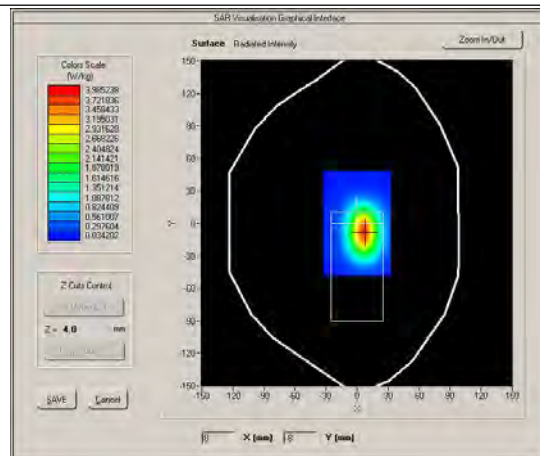 SAR Visualisation Graphical Interface
Surface Radiated Intensity
Zoom In/Out
Colors Scale
(W/kg)
3.985239
3.721836
3.458433
3.195031
2.931628
2.668226
2.404824
2.141421
1.878019
1.614616
1.351214
1.087812
0.824409
0.561007
0.297604
0.034202
Z Cuts Control
Z = 4.0 mm
SAVE
Cancel
150
120
90
60
30
0
-30
-60
-90
-120
-150
Y
-150 -120 -90 -60 -30 0 30 60 90 120 150
X
8 X (mm) -8 Y (mm)